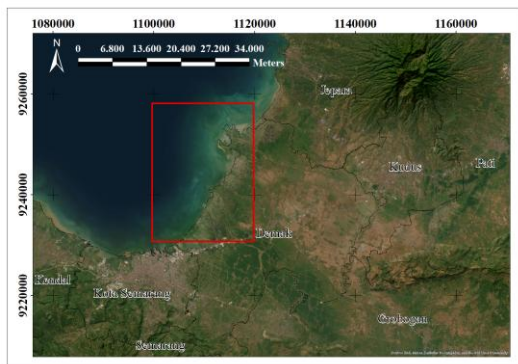 1080000 1100000 1120000 1140000 1160000
N
0 6.800 13.600 20.400 27.200 34.000
Meters
9260000
9240000
9220000
Jepara
Kudus
Pati
Demak
Kendal
Kota Semarang
Grobogan
Semarang